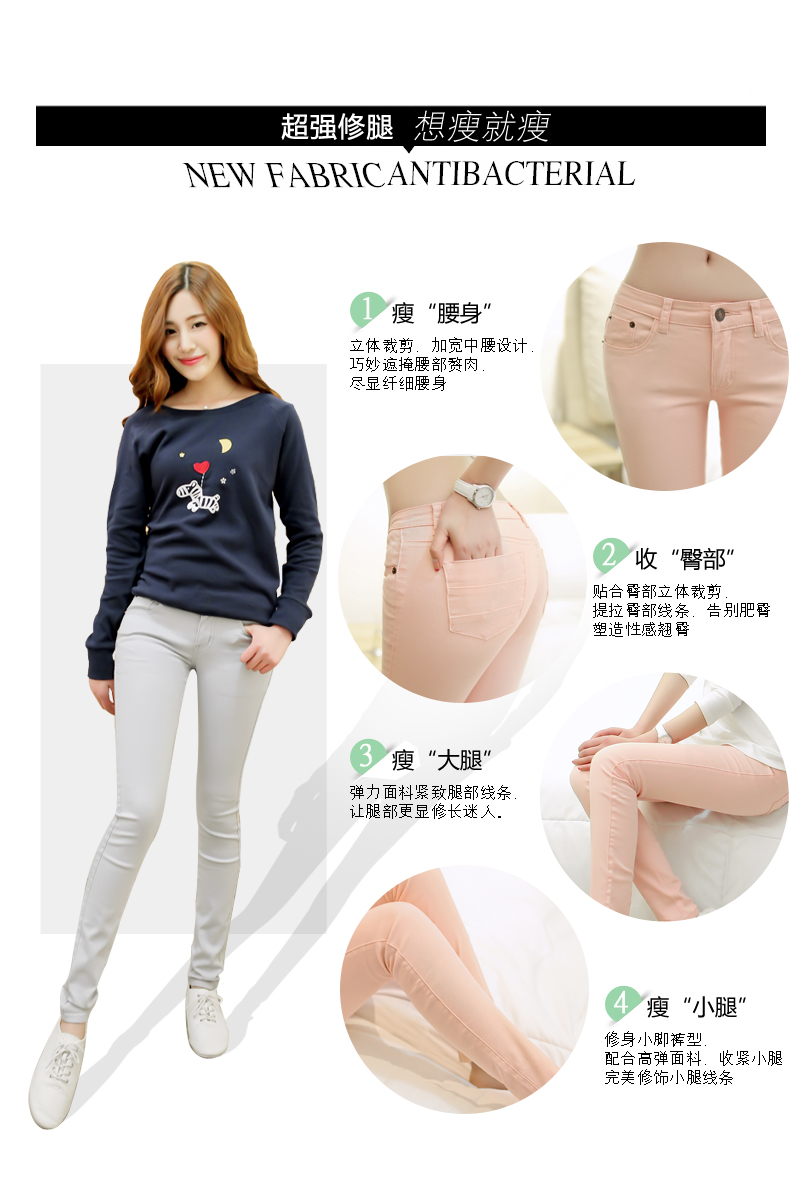 超强修腿 想瘦就瘦
NEW FABRIC ANTIBACTERIAL
1 瘦“腰身”
立体裁剪．加宽中腰设计．
巧妙遮掩腰部赘肉．
尽显纤细腰身
2 收“臀部”
贴合臀部立体裁剪．
提拉臀部线条．告别肥臀
塑造性感翘臀
3 瘦“大腿”
弹力面料紧致腿部线条．
让腿部更显修长迷人。
4 瘦“小腿”
修身小脚裤型．
配合高弹面料．收紧小腿
完美修饰小腿线条